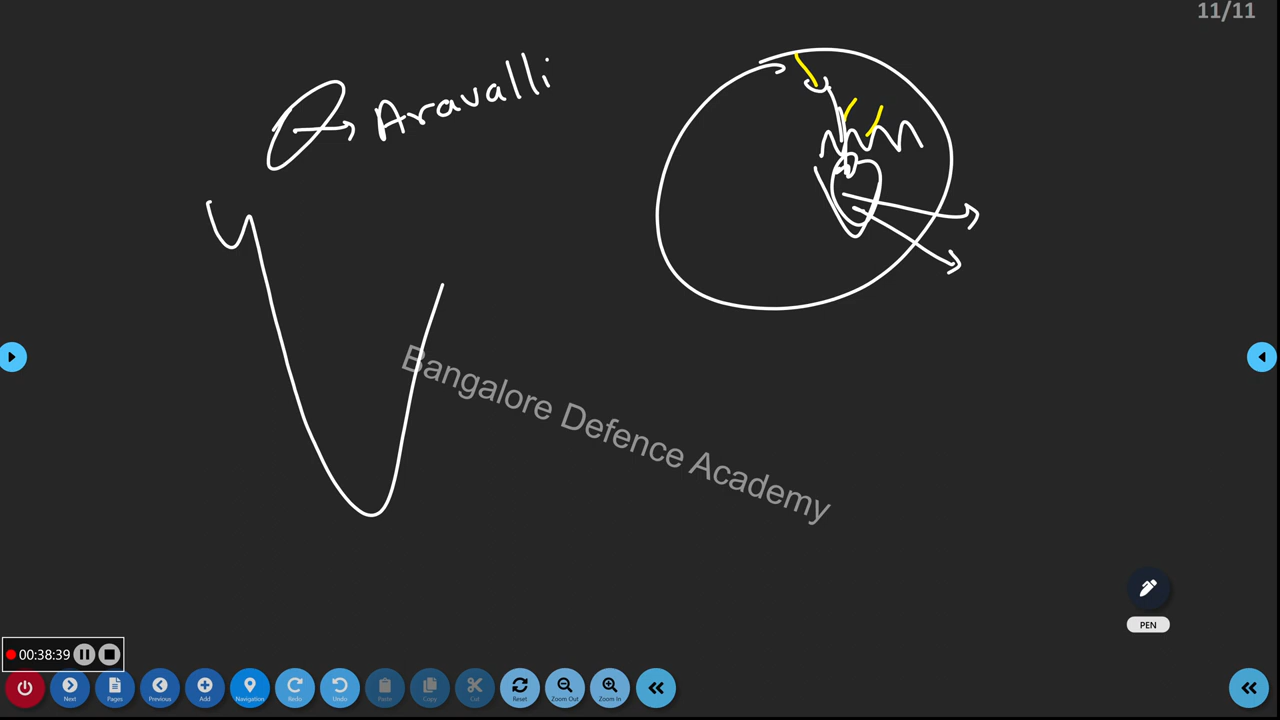 11/11
Aravalli
Bangalore Defence Academy
PEN
00:38:39
Next
Pages
Previous
Add
Navigation
Redo
Undo
Paste
Copy
Cut
Reset
Zoom Out
Zoom In